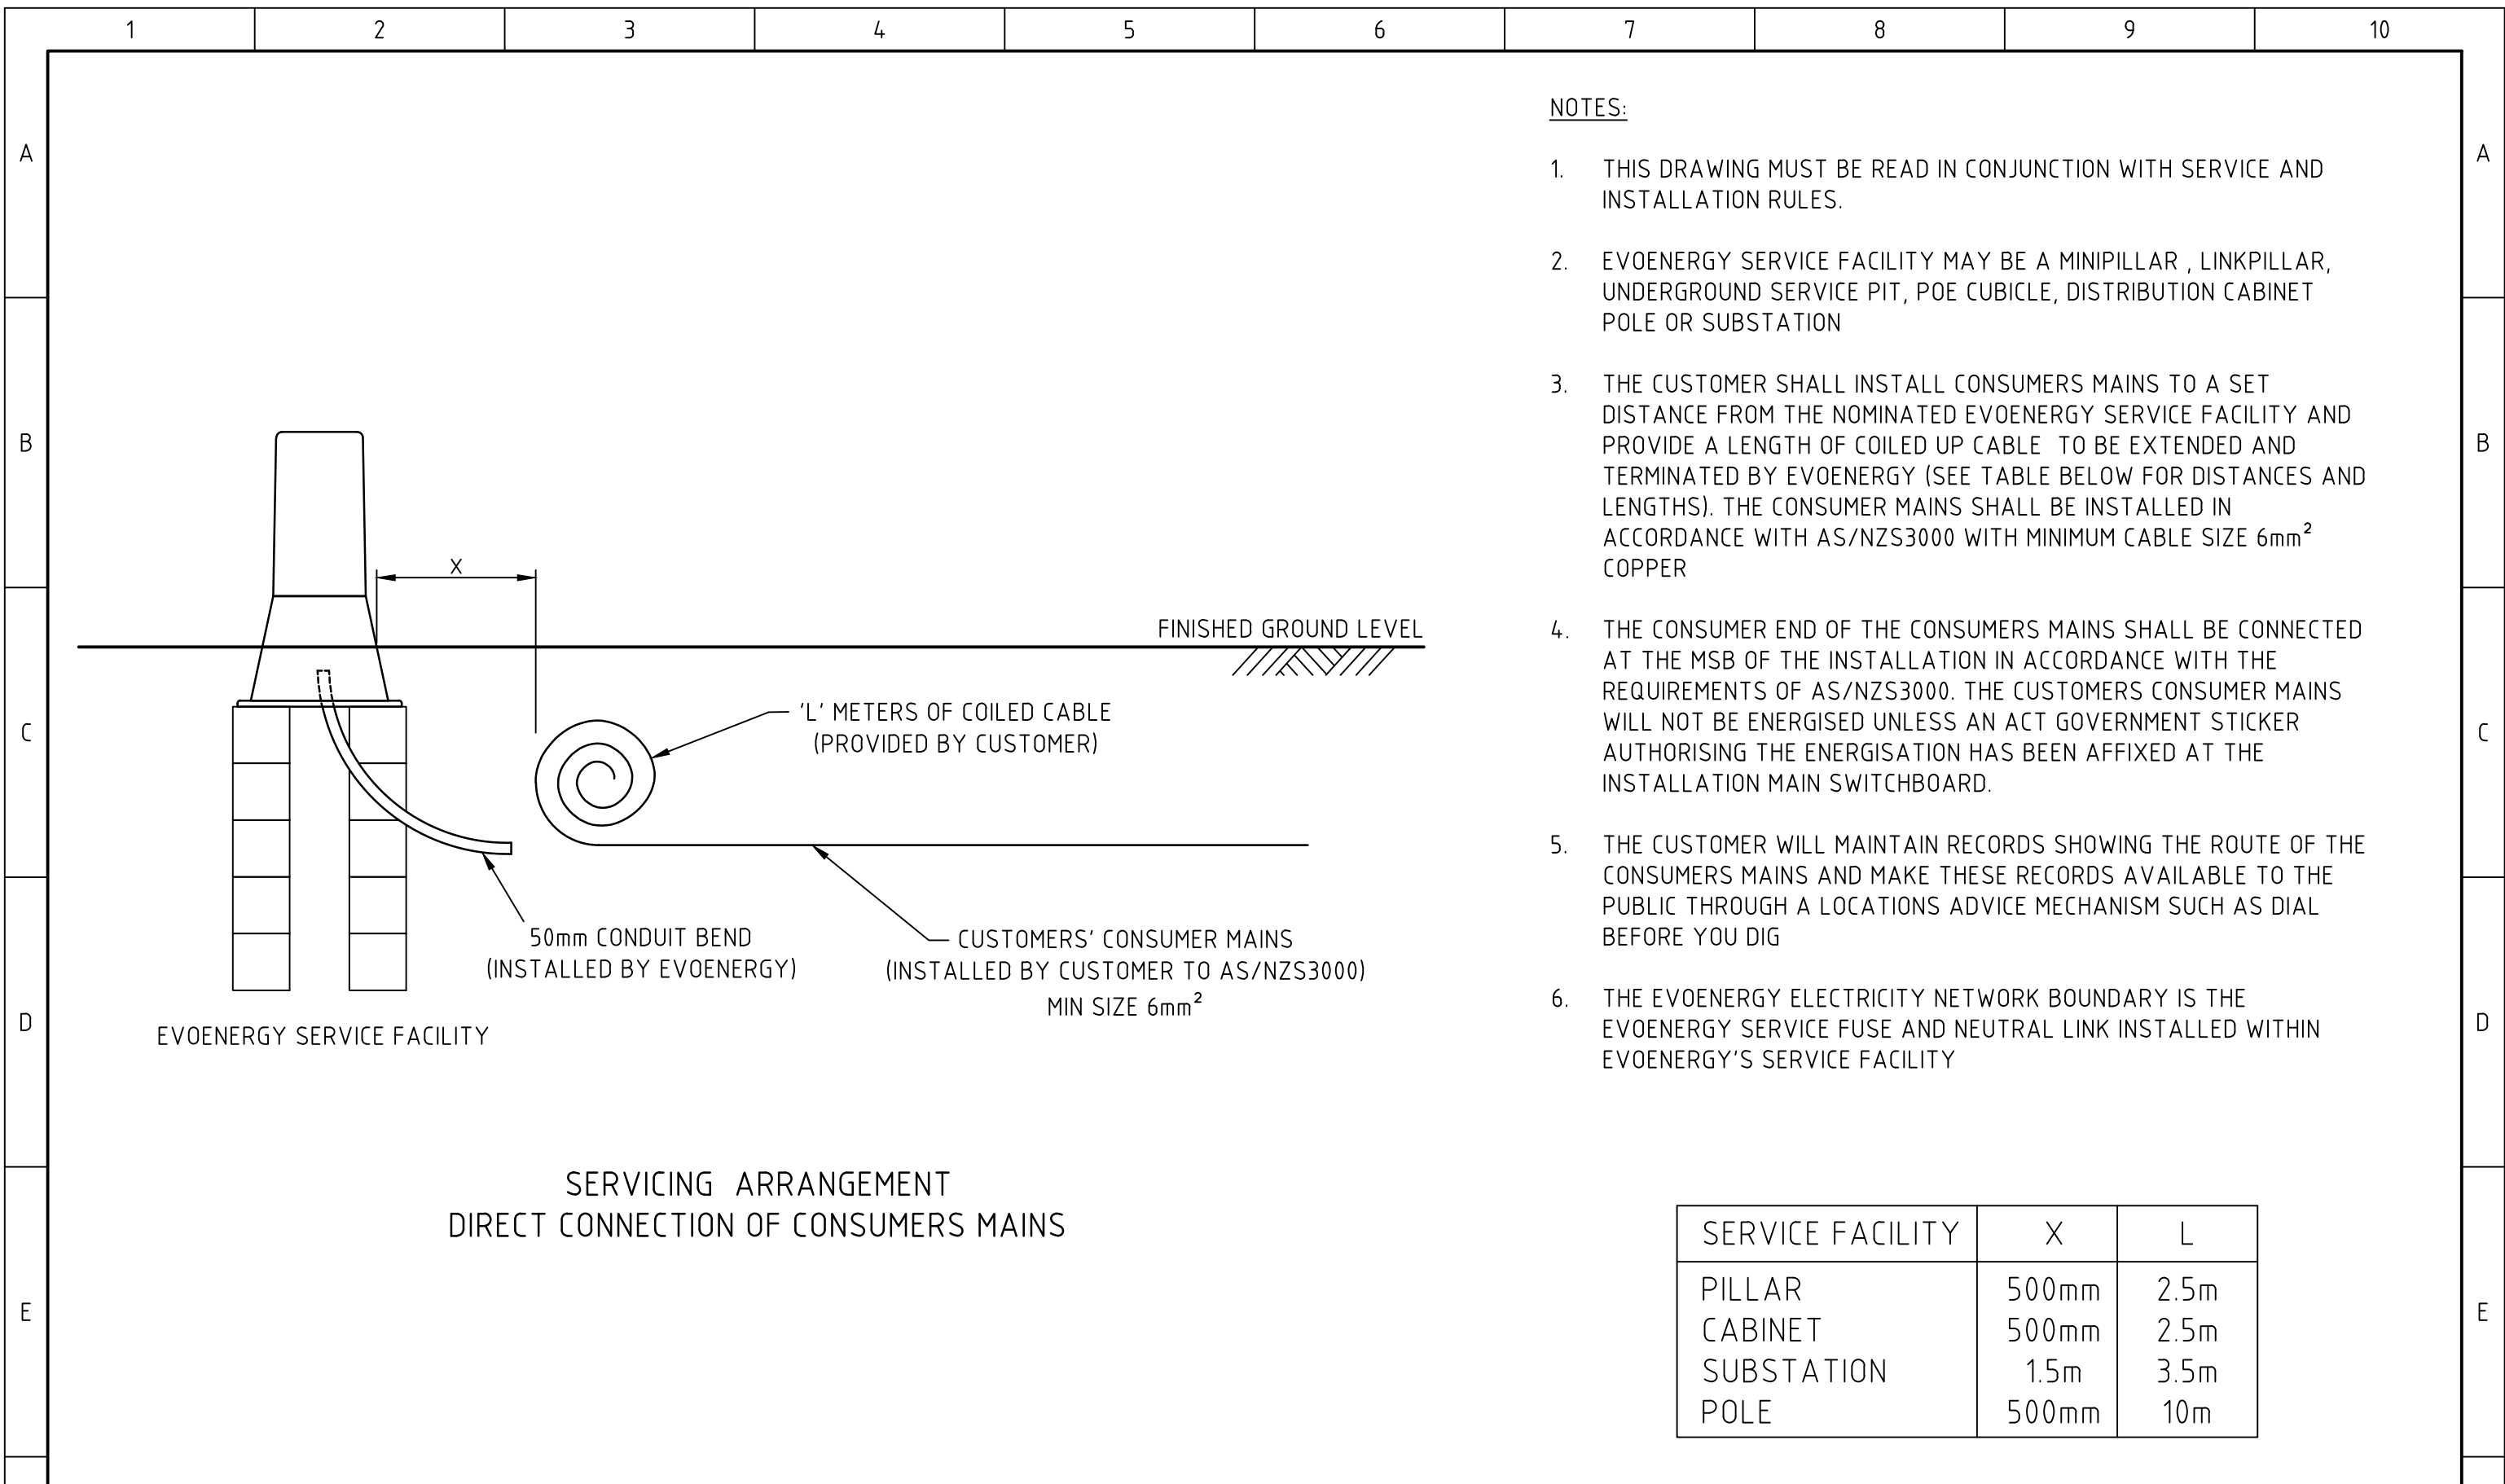 1 2 3 4 5 6 7 8 9 10
A A
B B
C C
D D
E E
NOTES:
1. THIS DRAWING MUST BE READ IN CONJUNCTION WITH SERVICE AND
INSTALLATION RULES.
2. EVOENERGY SERVICE FACILITY MAY BE A MINIPILLAR , LINKPILLAR,
UNDERGROUND SERVICE PIT, POE CUBICLE, DISTRIBUTION CABINET
POLE OR SUBSTATION
3. THE CUSTOMER SHALL INSTALL CONSUMERS MAINS TO A SET
DISTANCE FROM THE NOMINATED EVOENERGY SERVICE FACILITY AND
PROVIDE A LENGTH OF COILED UP CABLE TO BE EXTENDED AND
TERMINATED BY EVOENERGY (SEE TABLE BELOW FOR DISTANCES AND
LENGTHS). THE CONSUMER MAINS SHALL BE INSTALLED IN
ACCORDANCE WITH AS/NZS3000 WITH MINIMUM CABLE SIZE 6mm²
COPPER
4. THE CONSUMER END OF THE CONSUMERS MAINS SHALL BE CONNECTED
AT THE MSB OF THE INSTALLATION IN ACCORDANCE WITH THE
REQUIREMENTS OF AS/NZS3000. THE CUSTOMERS CONSUMER MAINS
WILL NOT BE ENERGISED UNLESS AN ACT GOVERNMENT STICKER
AUTHORISING THE ENERGISATION HAS BEEN AFFIXED AT THE
INSTALLATION MAIN SWITCHBOARD.
5. THE CUSTOMER WILL MAINTAIN RECORDS SHOWING THE ROUTE OF THE
CONSUMERS MAINS AND MAKE THESE RECORDS AVAILABLE TO THE
PUBLIC THROUGH A LOCATIONS ADVICE MECHANISM SUCH AS DIAL
BEFORE YOU DIG
6. THE EVOENERGY ELECTRICITY NETWORK BOUNDARY IS THE
EVOENERGY SERVICE FUSE AND NEUTRAL LINK INSTALLED WITHIN
EVOENERGY'S SERVICE FACILITY
X
FINISHED GROUND LEVEL
'L' METERS OF COILED CABLE
(PROVIDED BY CUSTOMER)
50mm CONDUIT BEND
(INSTALLED BY EVOENERGY)
CUSTOMERS' CONSUMER MAINS
(INSTALLED BY CUSTOMER TO AS/NZS3000)
MIN SIZE 6mm²
EVOENERGY SERVICE FACILITY
SERVICING ARRANGEMENT
DIRECT CONNECTION OF CONSUMERS MAINS
SERVICE FACILITY X L
PILLAR 500mm 2.5m
CABINET 500mm 2.5m
SUBSTATION 1.5m 3.5m
POLE 500mm 10m